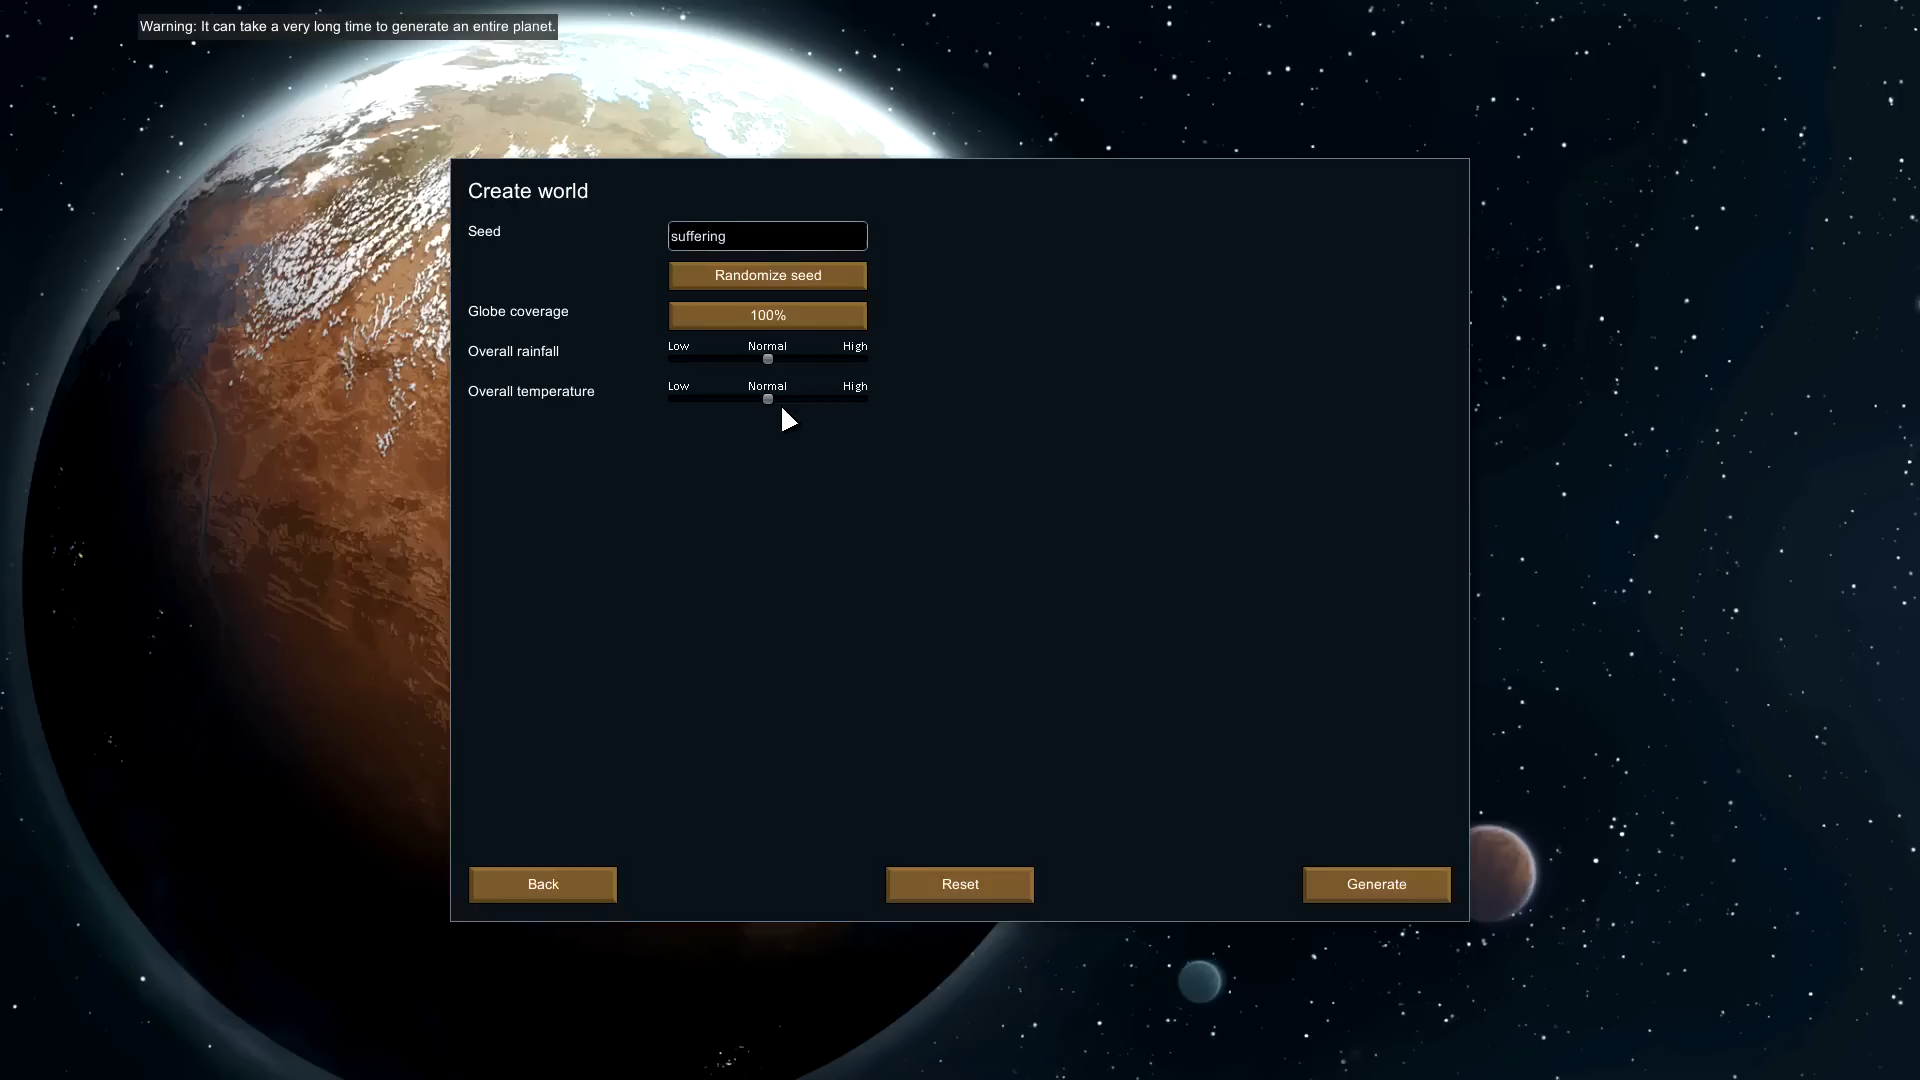 Warning: It can take a very long time to generate an entire planet.
Create world
Seed
suffering
Randomize seed
Globe coverage
100%
Overall rainfall
Low Normal High
Overall temperature
Low Normal High
Back
Reset
Generate